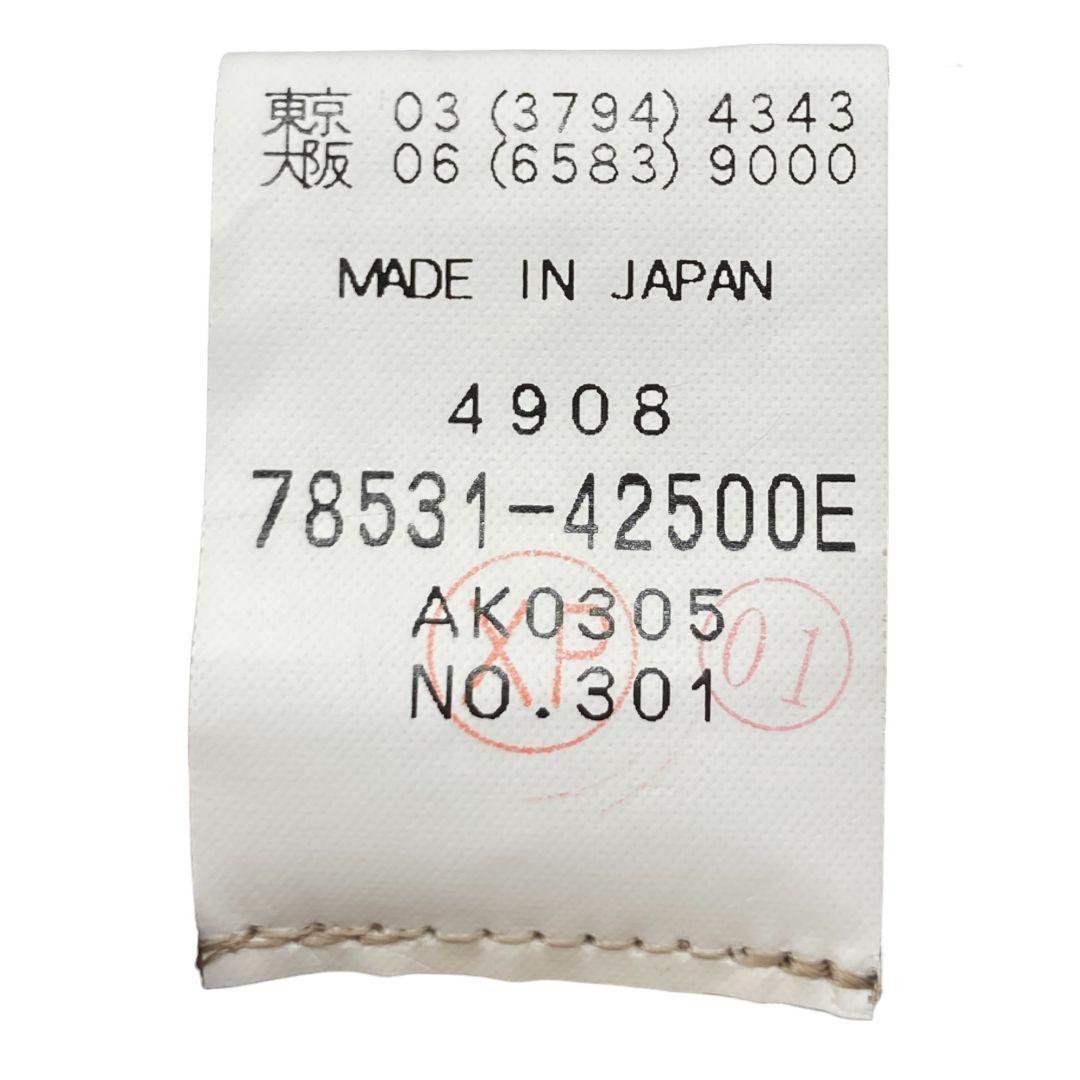 東京 03 (3794) 4343
大阪 06 (6583) 9000
MADE IN JAPAN
4908
78531-42500E
AK0305
XP
01
NO.301